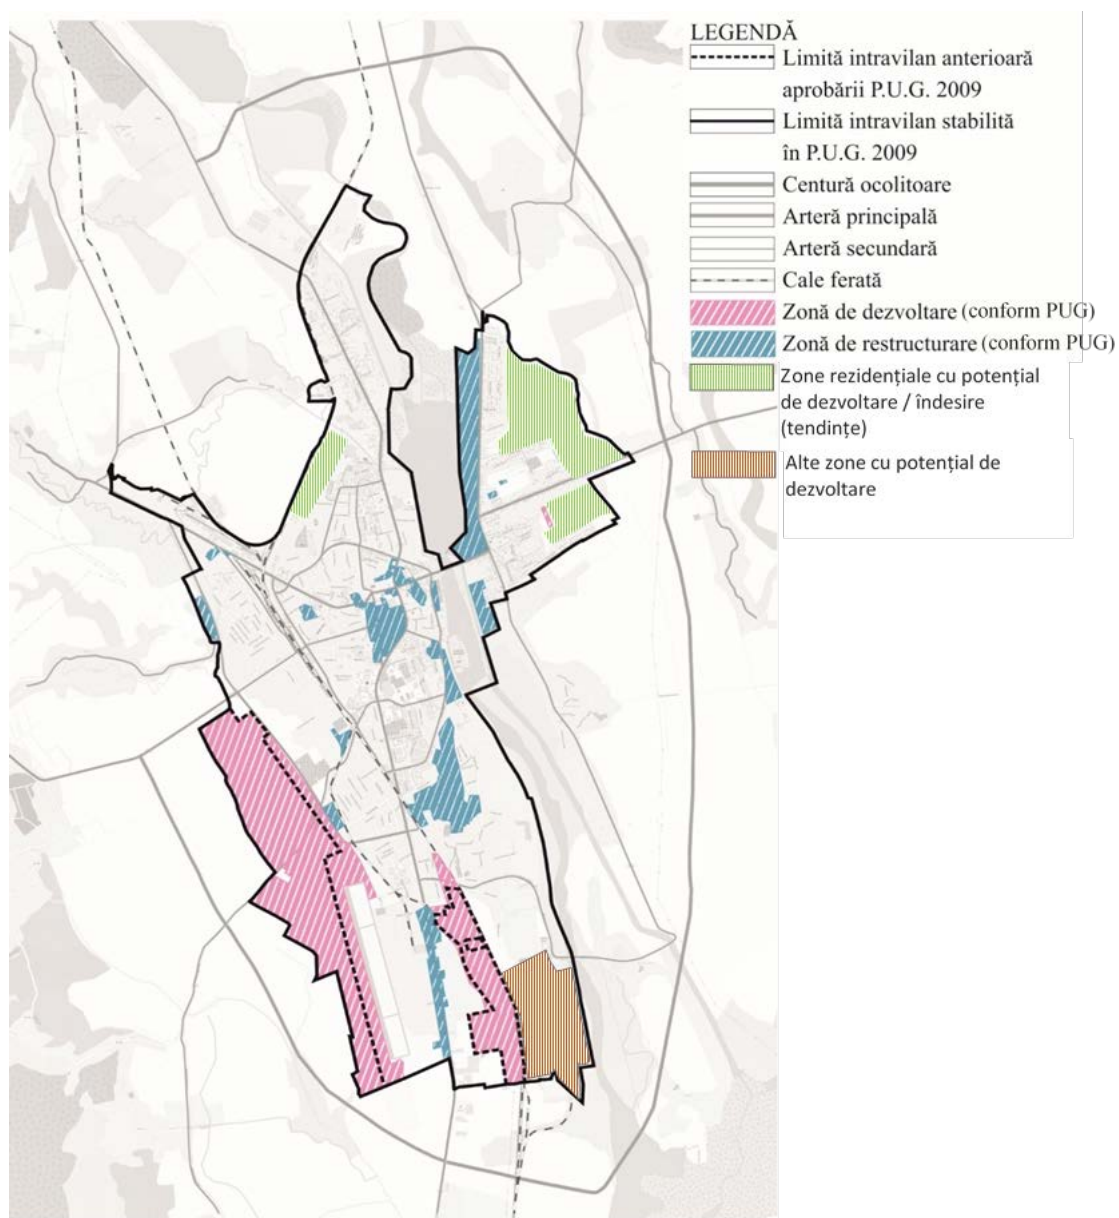 LEGENDĂ
Limită intravilan anterioară
aprobării P.U.G. 2009
Limită intravilan stabilită
în P.U.G. 2009
Centură ocolitoare
Arteră principală
Arteră secundară
Cale ferată
Zonă de dezvoltare (conform PUG)
Zonă de restructurare (conform PUG)
Zone rezidențiale cu potențial
de dezvoltare / îndesire
(tendințe)
Alte zone cu potențial de
dezvoltare